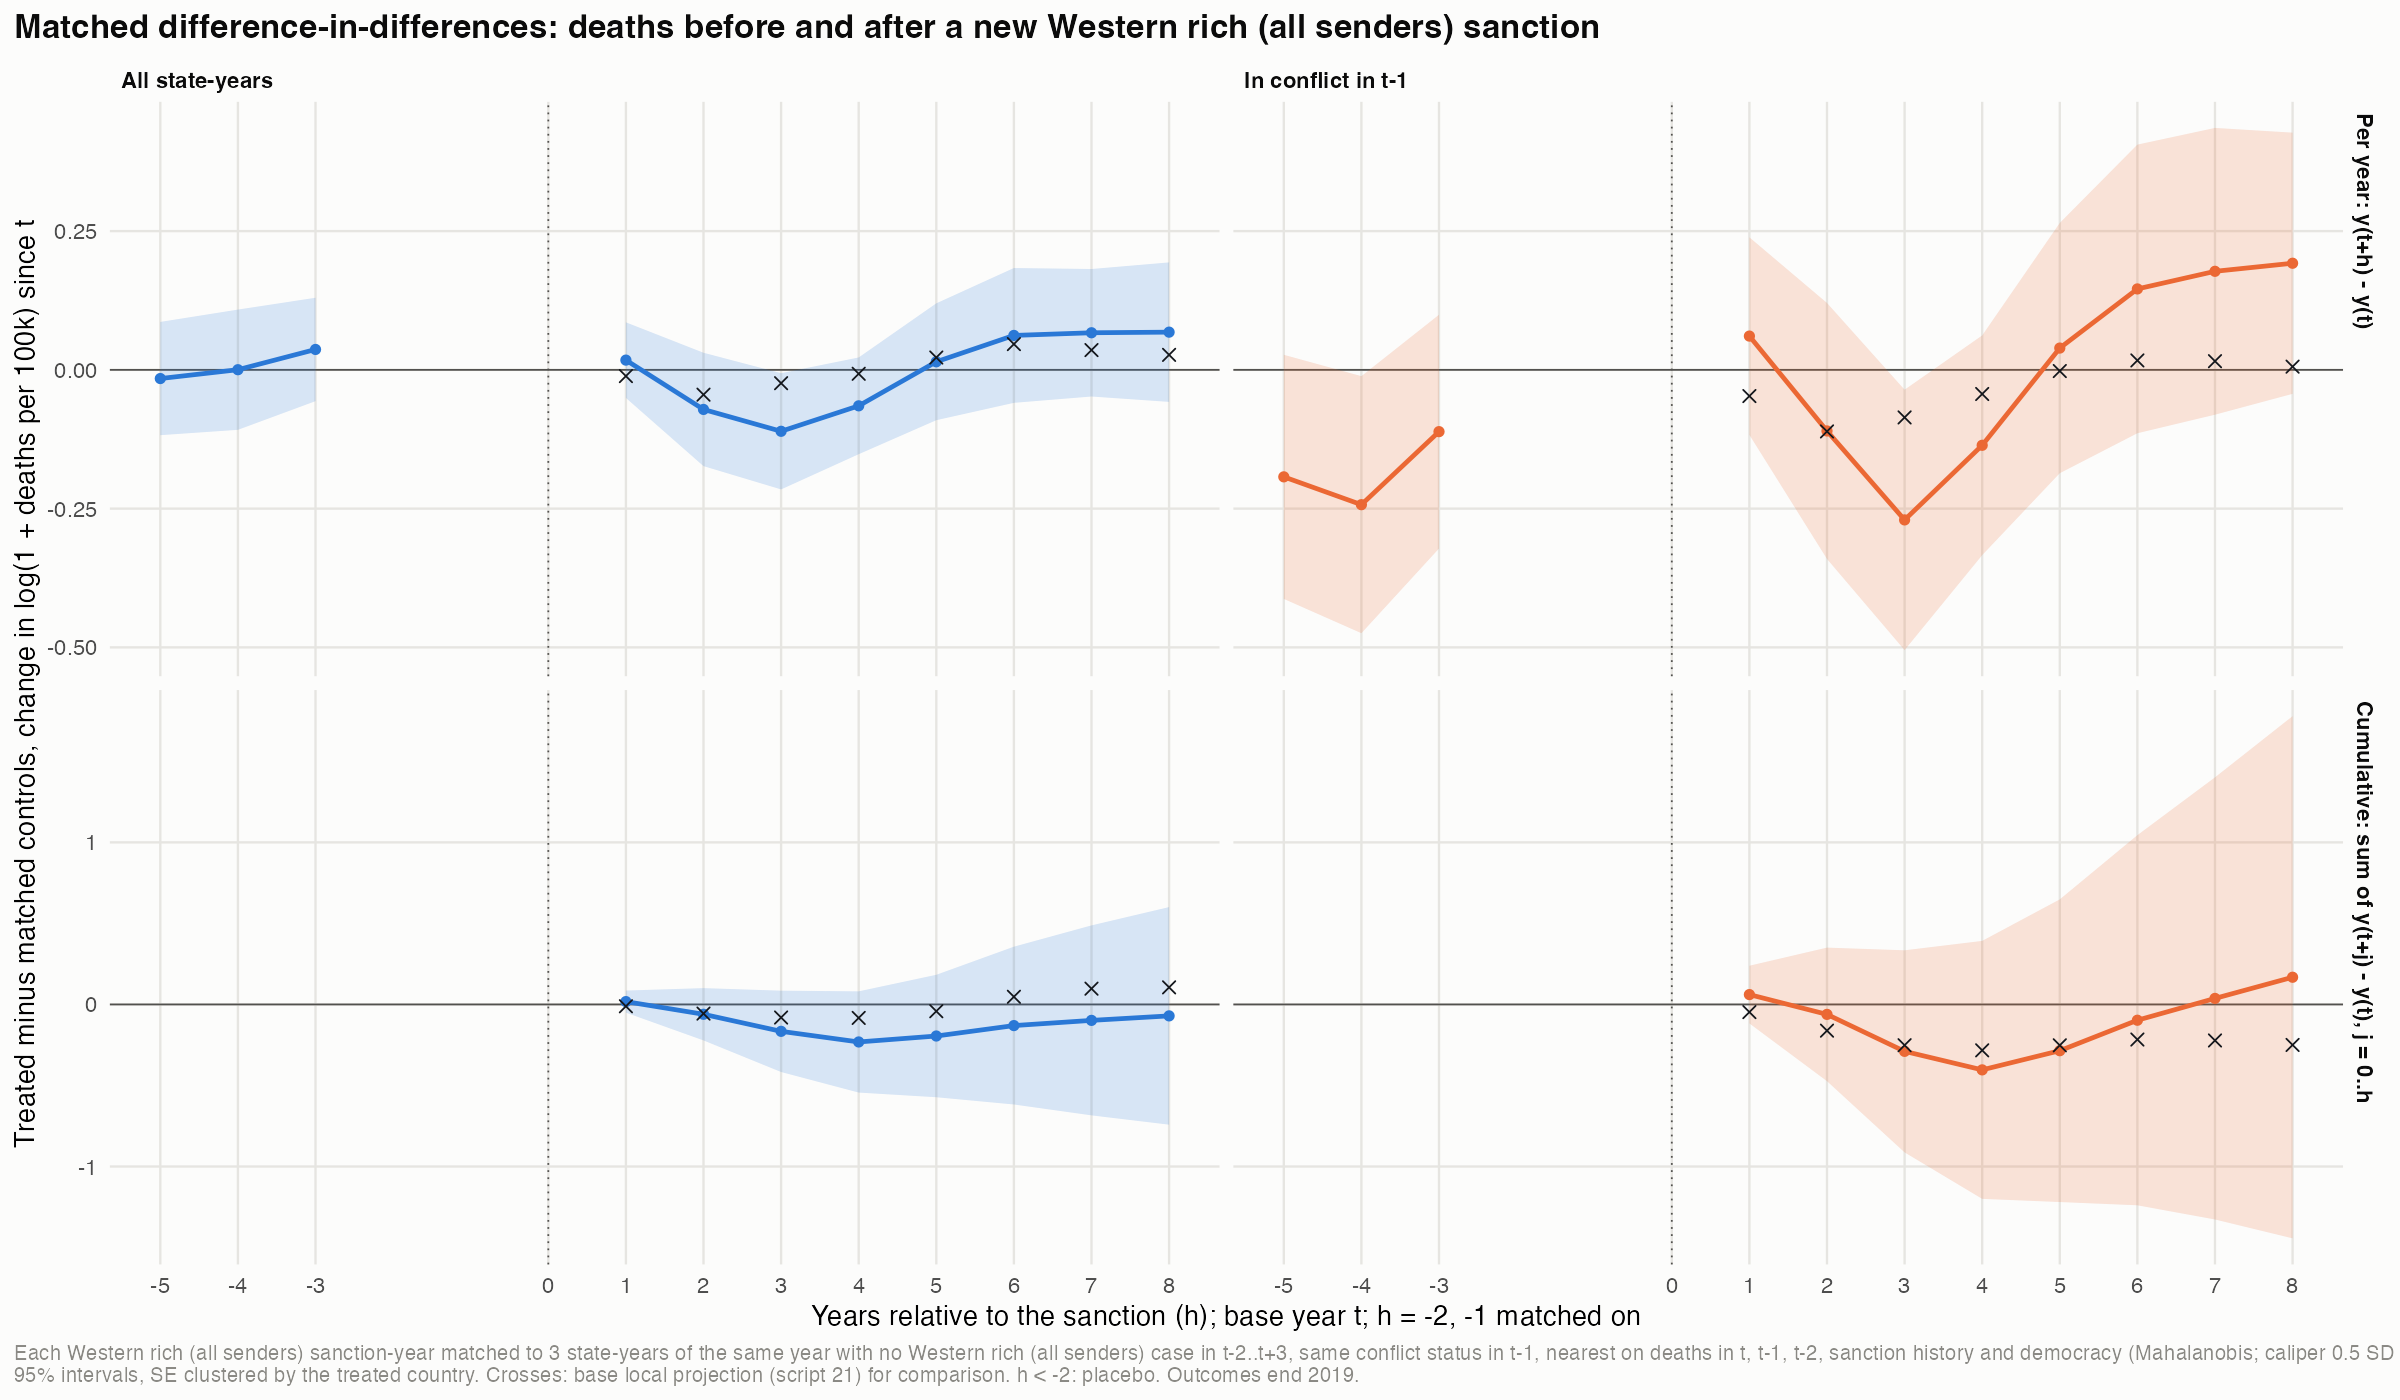 Matched difference-in-differences: deaths before and after a new Western rich (all senders) sanction
All state-years
In conflict in t-1
Treated minus matched controls, change in log(1 + deaths per 100k) since t
0.25
0.00
-0.25
-0.50
Per year: y(t+h) - y(t)
1
0
-1
Cumulative: sum of y(t+j) - y(t), j = 0..h
-5 -4 -3 0 1 2 3 4 5 6 7 8
-5 -4 -3 0 1 2 3 4 5 6 7 8
Years relative to the sanction (h); base year t; h = -2, -1 matched on
Each Western rich (all senders) sanction-year matched to 3 state-years of the same year with no Western rich (all senders) case in t-2..t+3, same conflict status in t-1, nearest on deaths in t, t-1, t-2, sanction history and democracy (Mahalanobis; caliper 0.5 SD
95% intervals, SE clustered by the treated country. Crosses: base local projection (script 21) for comparison. h < -2: placebo. Outcomes end 2019.